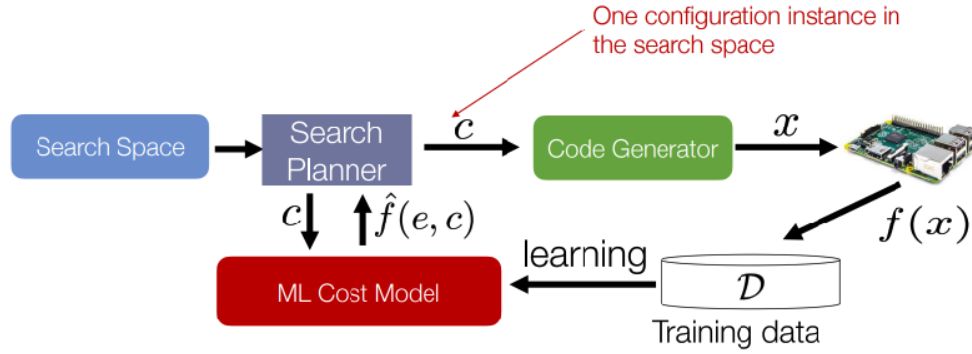 One configuration instance in
the search space
Search Space
Search
Planner
c
Code Generator
x
c
f̂(e, c)
f(x)
learning
ML Cost Model
𝒟
Training data